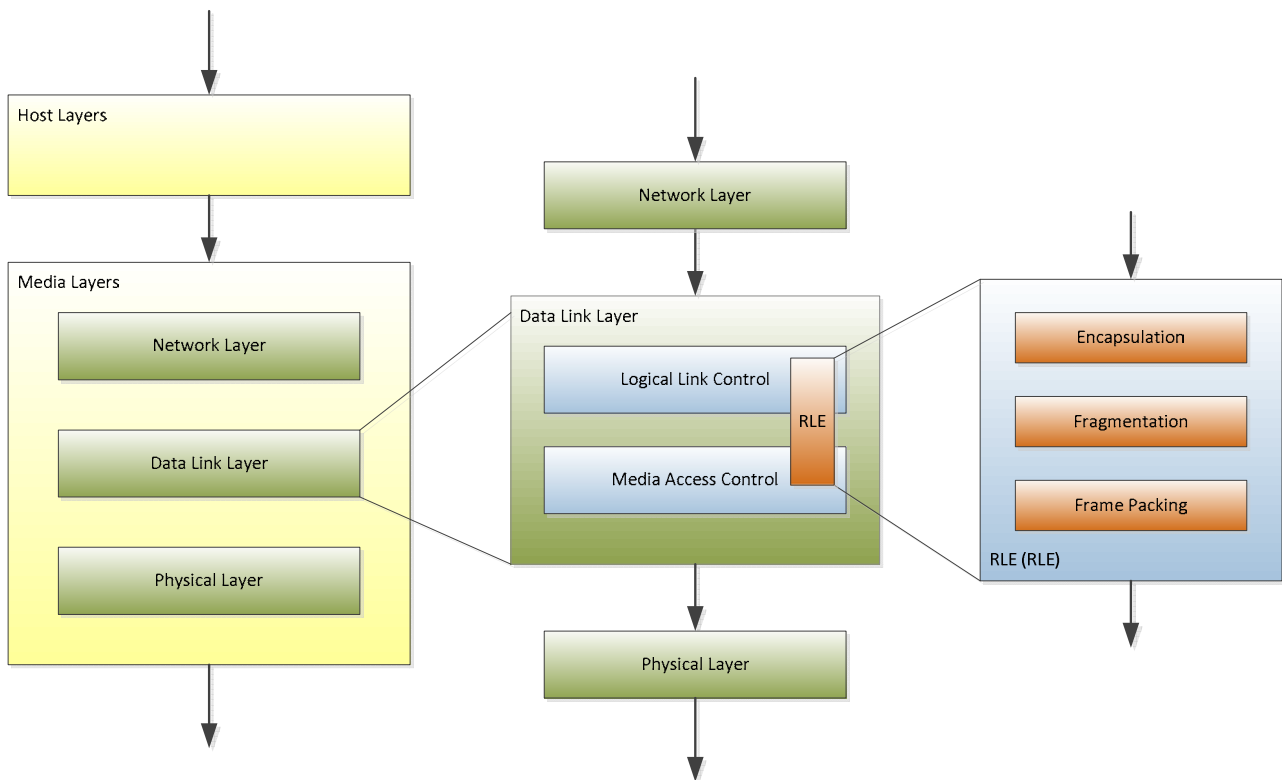 Host Layers
Media Layers
Network Layer
Data Link Layer
Physical Layer
Network Layer
Data Link Layer
Logical Link Control
RLE
Media Access Control
Physical Layer
Encapsulation
Fragmentation
Frame Packing
RLE (RLE)